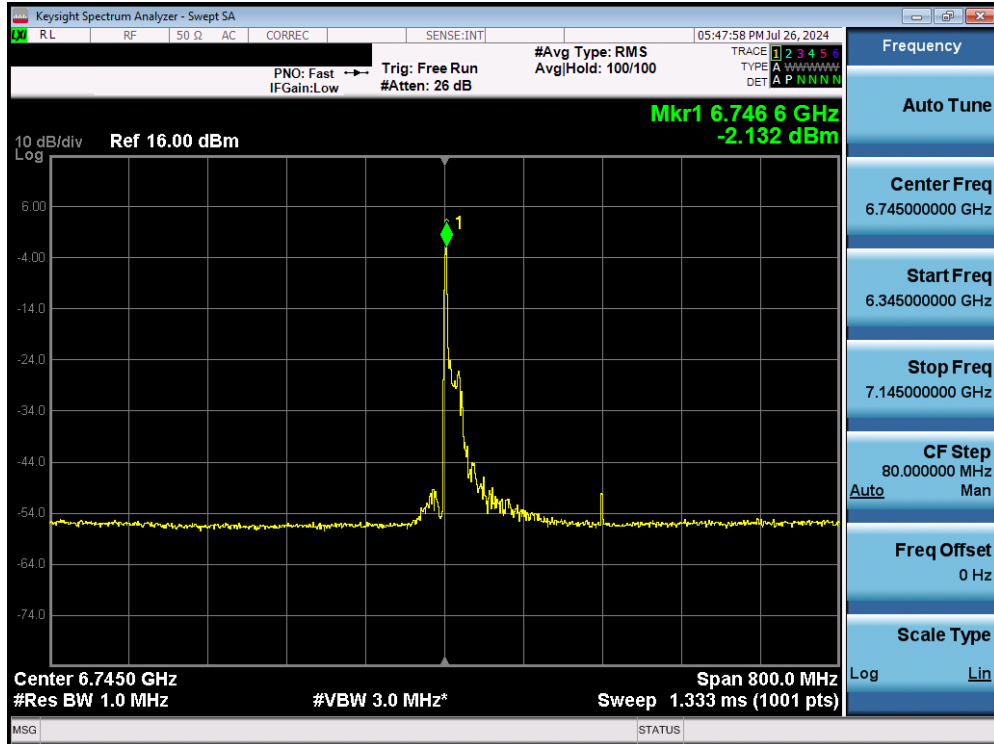 Keysight Spectrum Analyzer - Swept SA
LXI RL RF 50 Ω AC CORREC SENSE:INT 05:47:58 PM Jul 26, 2024
PNO: Fast
IFGain:Low
Trig: Free Run
#Atten: 26 dB
#Avg Type: RMS
Avg|Hold: 100/100
TRACE 1 2 3 4 5 6
TYPE A WWWWW
DET A P N N N N
Mkr1 6.746 6 GHz
-2.132 dBm
10 dB/div Ref 16.00 dBm
Log
6.00
1
-4.00
-14.0
-24.0
-34.0
-44.0
-54.0
-64.0
-74.0
Center 6.7450 GHz Span 800.0 MHz
#Res BW 1.0 MHz #VBW 3.0 MHz* Sweep 1.333 ms (1001 pts)
MSG STATUS
Frequency
Auto Tune
Center Freq
6.745000000 GHz
Start Freq
6.345000000 GHz
Stop Freq
7.145000000 GHz
CF Step
80.000000 MHz
Auto Man
Freq Offset
0 Hz
Scale Type
Log Lin